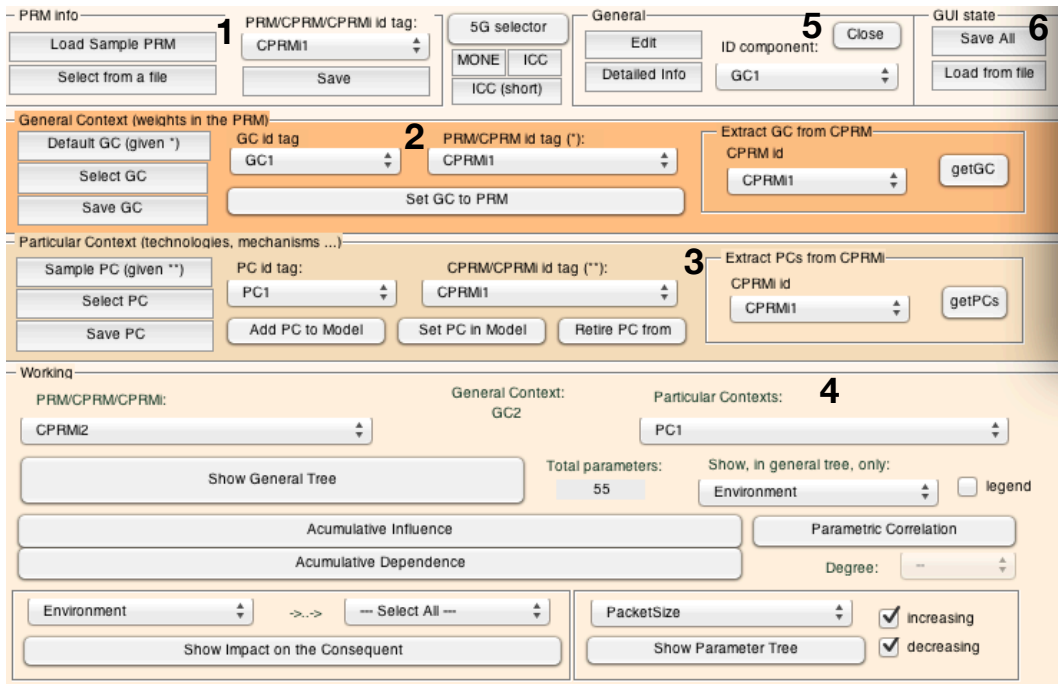 PRM info
1
Load Sample PRM
Select from a file
PRM/CPRM/CPRMi id tag:
CPRMi1
Save
5G selector
MONE ICC
ICC (short)
General
Edit
Detailed Info
5
ID component:
Close
GC1
GUI state
6
Save All
Load from file
General Context (weights in the PRM)
Default GC (given *)
Select GC
Save GC
GC id tag
GC1
2
PRM/CPRM id tag (*):
CPRMi1
Set GC to PRM
Extract GC from CPRM
CPRM id
CPRMi1
getGC
Particular Context (technologies, mechanisms ...)
Sample PC (given **)
Select PC
Save PC
PC id tag:
PC1
CPRM/CPRMi id tag (**):
CPRMi1
Add PC to Model
Set PC in Model
Retire PC from
3
Extract PCs from CPRMi
CPRMi id
CPRMi1
getPCs
Working
PRM/CPRM/CPRMi:
CPRMi2
General Context:
GC2
Particular Contexts:
4
PC1
Show General Tree
Total parameters:
55
Show, in general tree, only:
Environment
legend
Acumulative Influence
Parametric Correlation
Acumulative Dependence
Degree:
--
Environment
->..->
--- Select All ---
Show Impact on the Consequent
PacketSize
increasing
Show Parameter Tree
decreasing